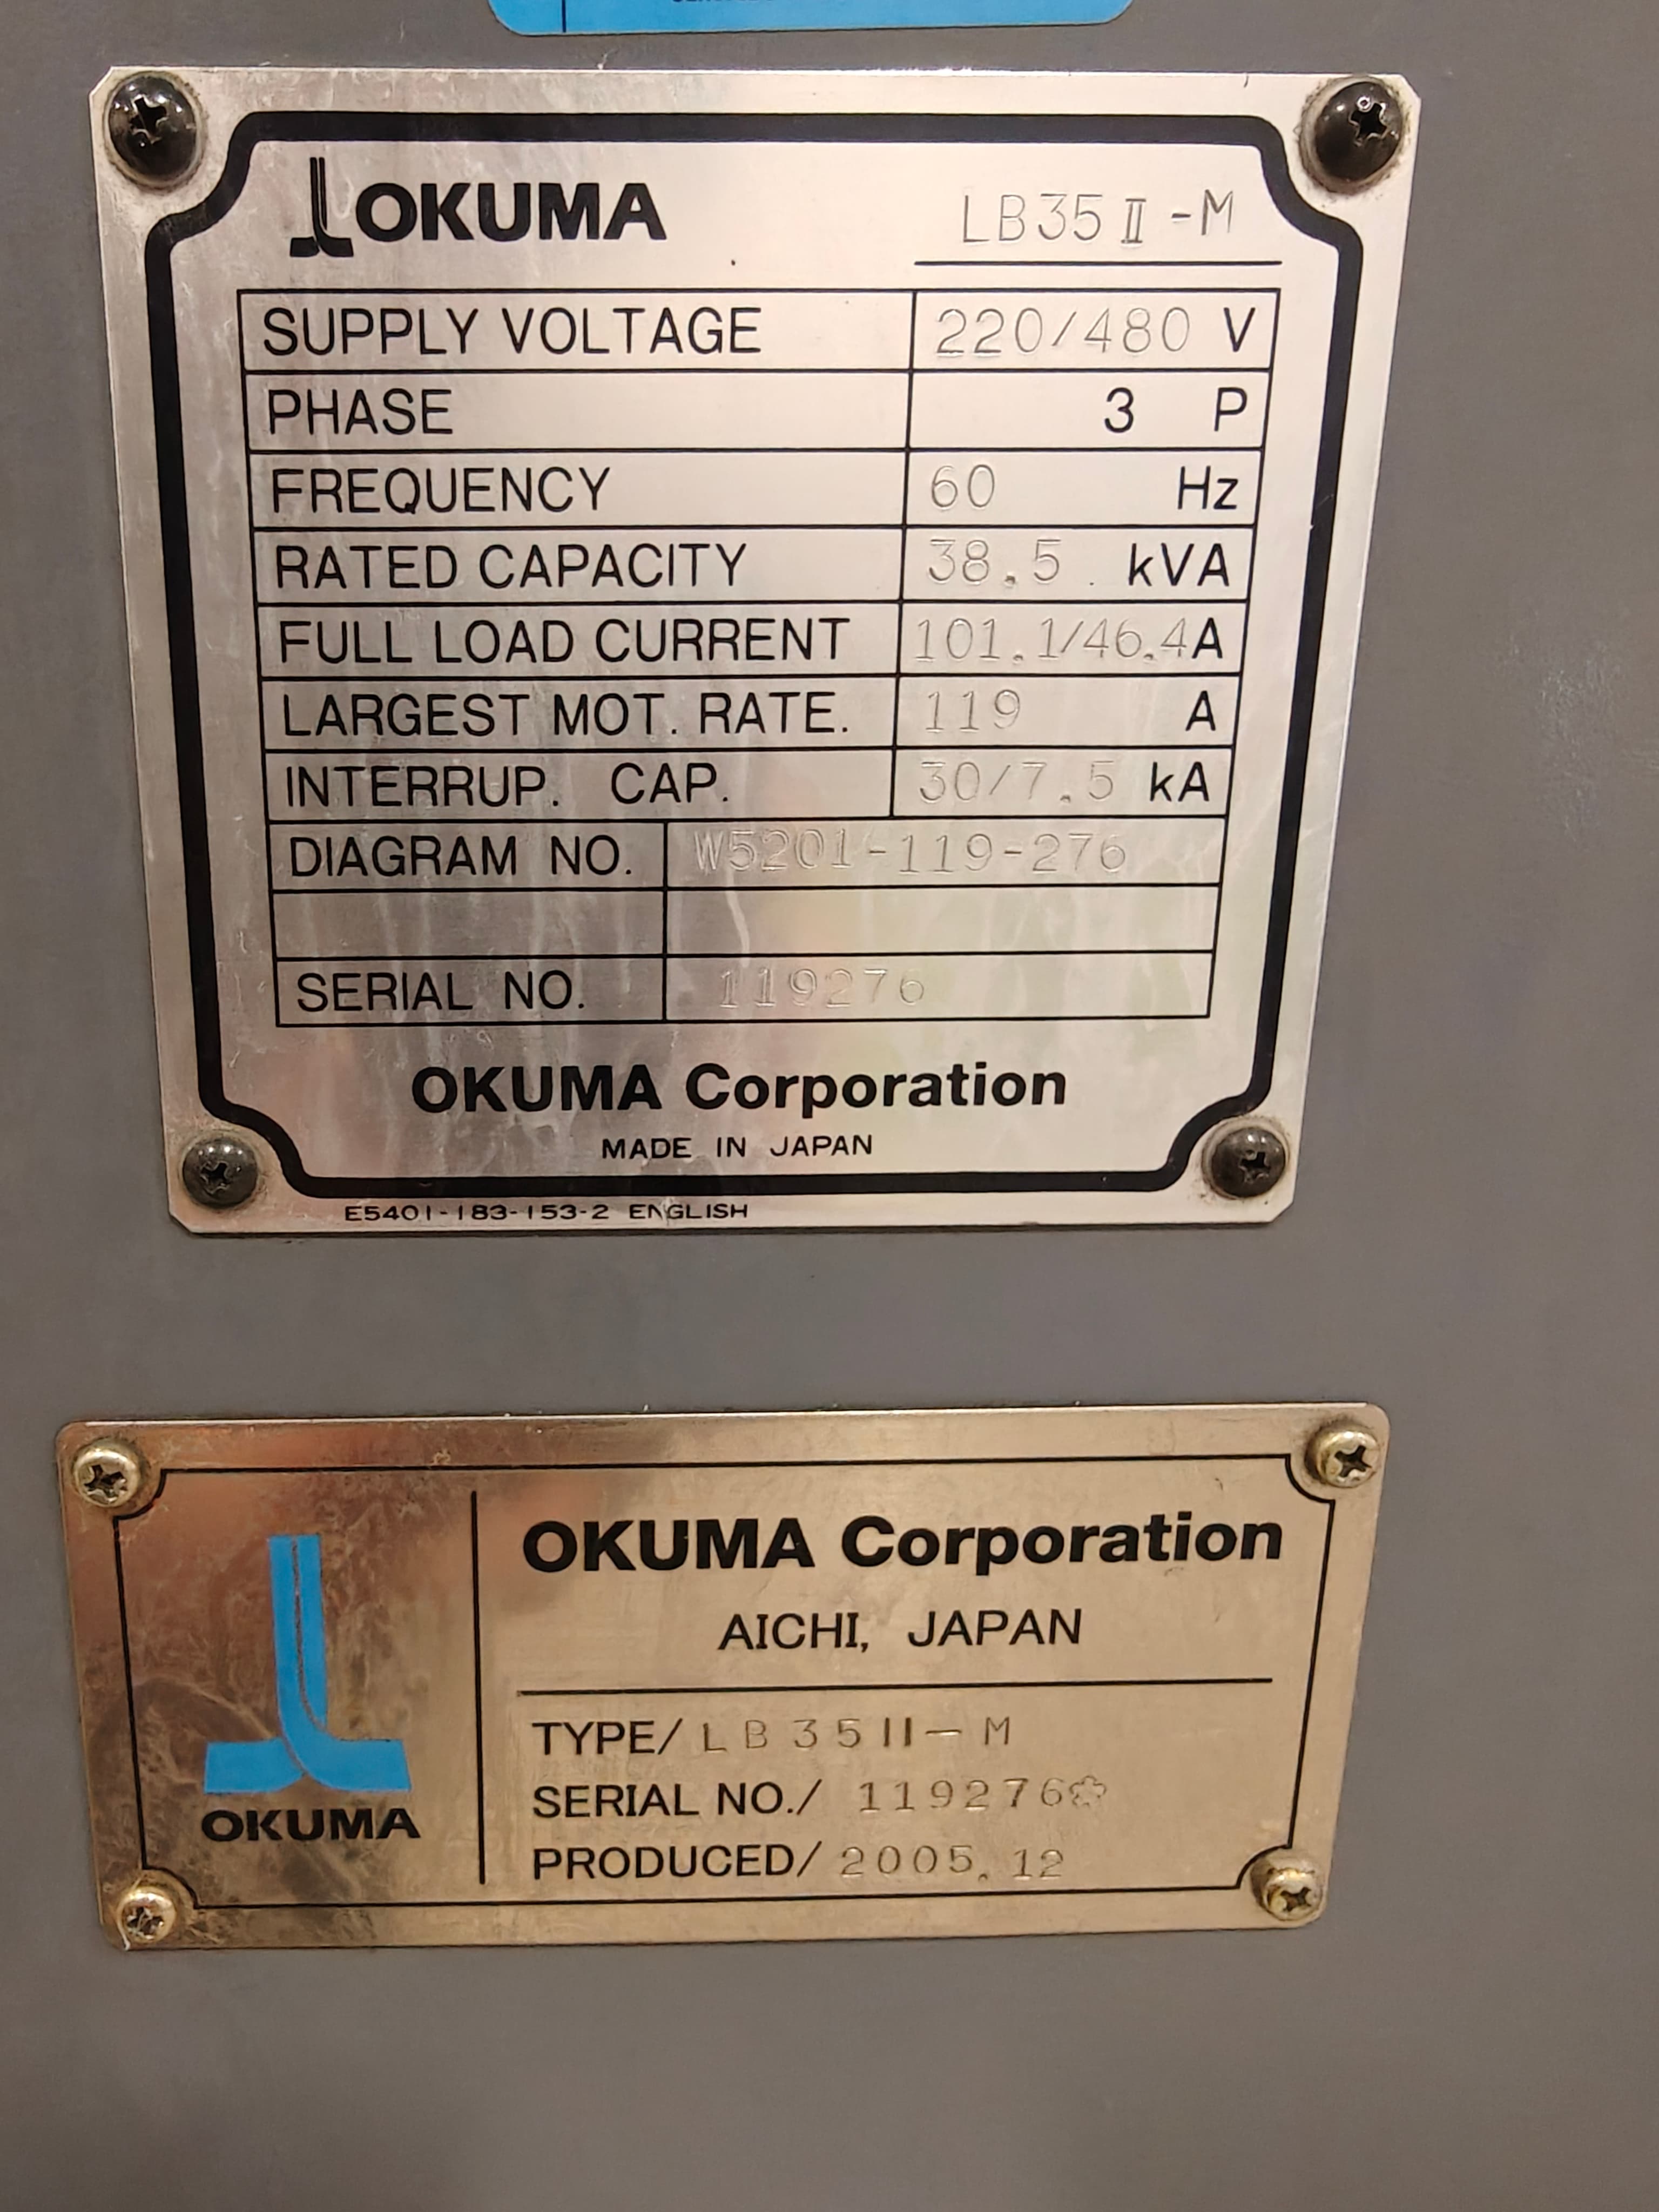 OKUMA LB35 II -M
SUPPLY VOLTAGE 220/480 V
PHASE 3 P
FREQUENCY 60 Hz
RATED CAPACITY 38.5 kVA
FULL LOAD CURRENT 101.1/46.4 A
LARGEST MOT. RATE. 119 A
INTERRUP. CAP. 30/7.5 kA
DIAGRAM NO. W5201-119-276
SERIAL NO. 119276
OKUMA Corporation
MADE IN JAPAN
E5401-183-153-2 ENGLISH
OKUMA
OKUMA Corporation
AICHI, JAPAN
TYPE/ LB35II-M
SERIAL NO./ 119276
PRODUCED/ 2005.12